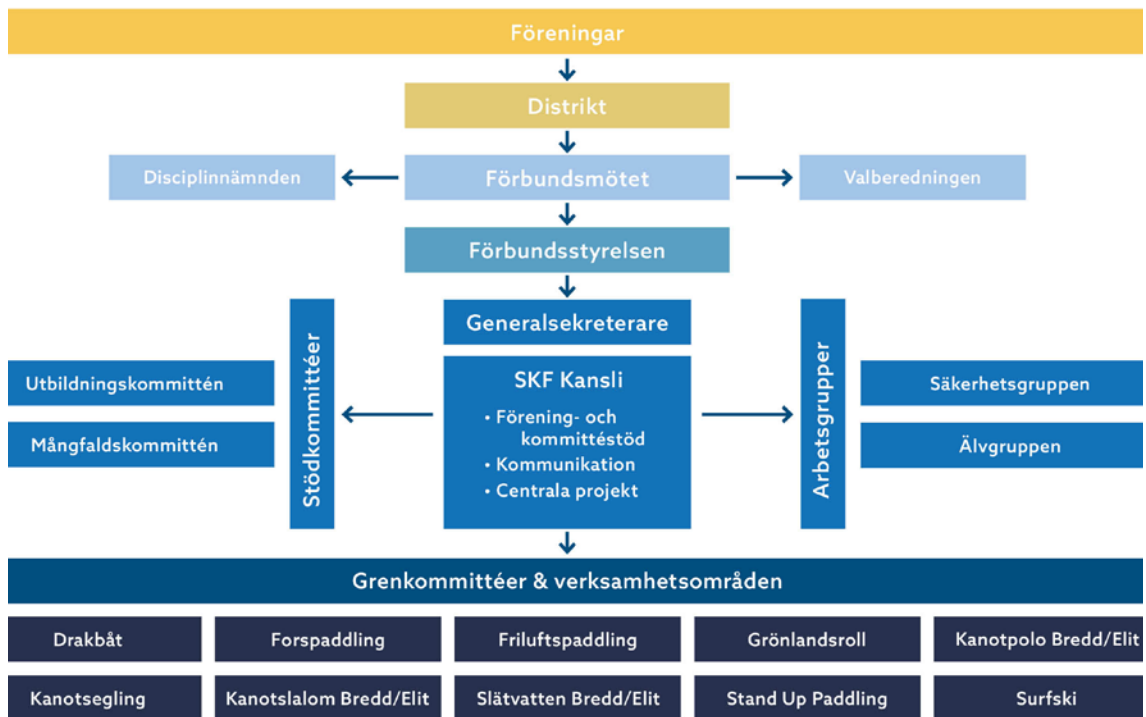 Föreningar
Distrikt
Disciplinnämnden
Förbundsmötet
Valberedningen
Förbundsstyrelsen
Generalsekreterare
Stödkommittéer
Utbildningskommittén
Mångfaldskommittén
SKF Kansli
• Förening- och
kommittéstöd
• Kommunikation
• Centrala projekt
Arbetsgrupper
Säkerhetsgruppen
Älvgruppen
Grenkommittéer & verksamhetsområden
Drakbåt
Forspaddling
Friluftspaddling
Grönlandsroll
Kanotpolo Bredd/Elit
Kanotsegling
Kanotslalom Bredd/Elit
Slätvatten Bredd/Elit
Stand Up Paddling
Surfski